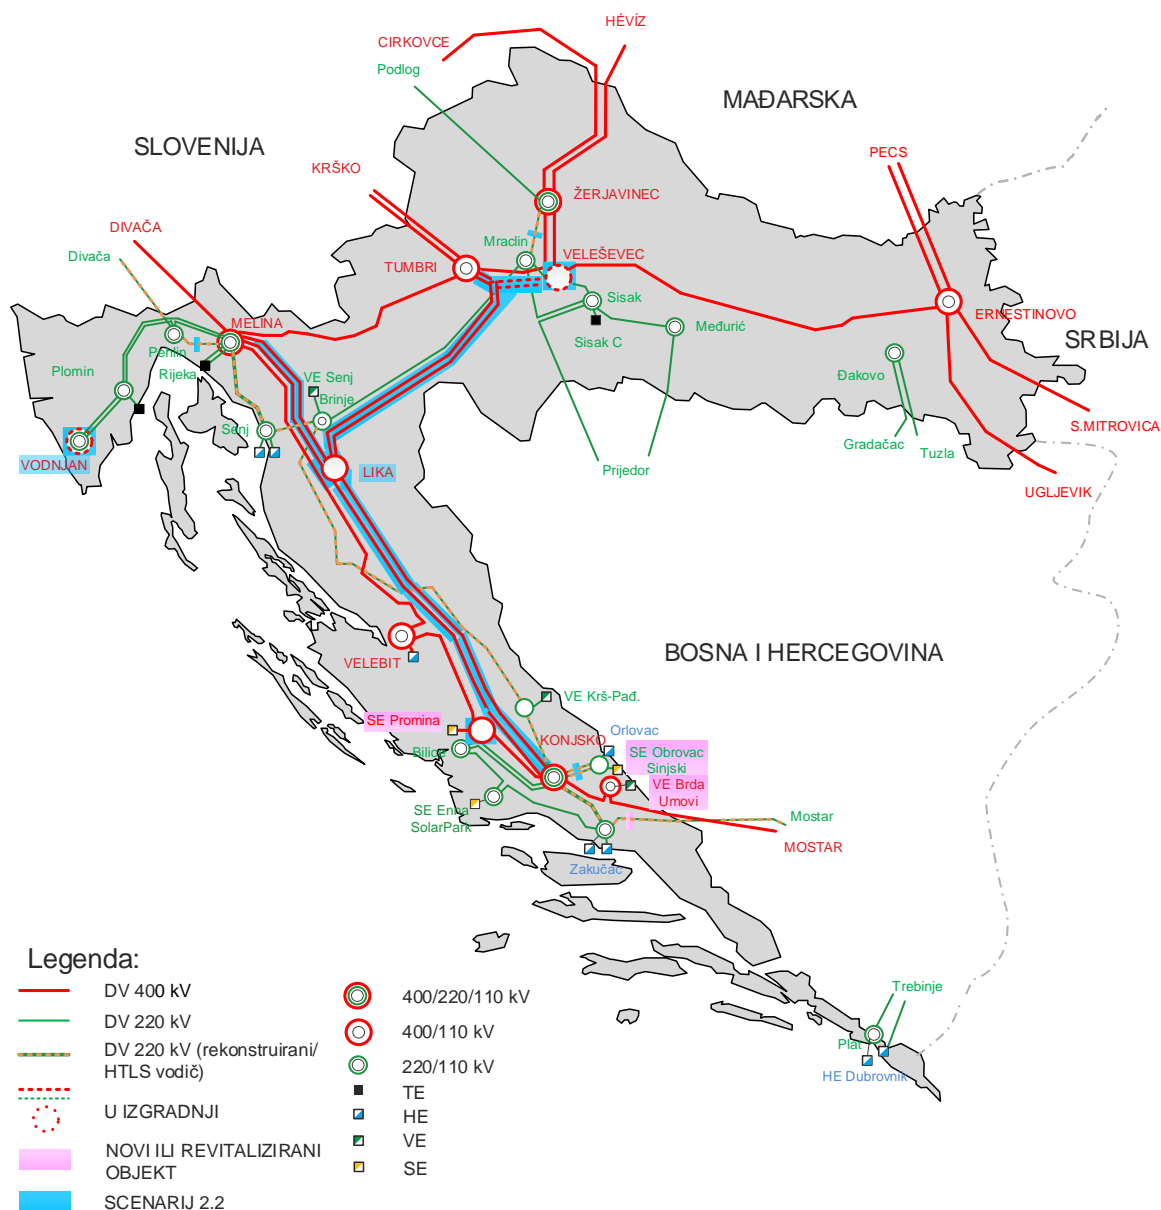 HÉVÍZ
CIRKOVCE
Podlog
MAĐARSKA
SLOVENIJA
PECS
KRŠKO
ŽERJAVINEC
DIVAČA
Mraclin
Divača
VELEŠEVEC
TUMBRI
Sisak
MELINA
Međurić
ERNESTINOVO
Pehlin
Sisak C
SRBIJA
Rijeka
Plomin
VE Senj
Brinje
Đakovo
Senj
S.MITROVICA
Gradačac
Tuzla
VODNJAN
LIKA
Prijedor
UGLJEVIK
BOSNA I HERCEGOVINA
VELEBIT
VE Krš-Pađ.
SE Promina
Orlovac
KONJSKO
Bilice
SE Obrovac
Sinjski
VE Brda
Umovi
SE Enna
SolarPark
Mostar
MOSTAR
Zakučac
Legenda:
DV 400 kV
DV 220 kV
DV 220 kV (rekonstruirani/
HTLS vodič)
U IZGRADNJI
NOVI ILI REVITALIZIRANI
OBJEKT
SCENARIJ 2.2
400/220/110 kV
400/110 kV
220/110 kV
TE
HE
VE
SE
Trebinje
Plat
HE Dubrovnik